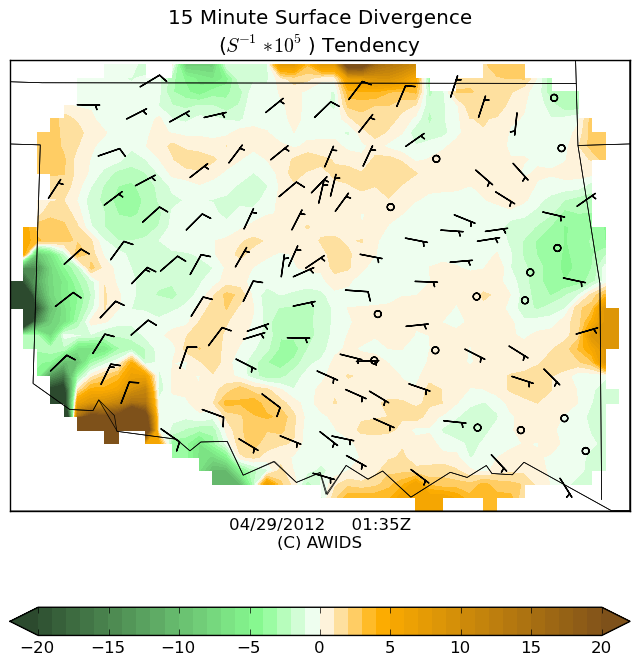 15 Minute Surface Divergence
(S⁻¹ * 10⁵ ) Tendency
04/29/2012 01:35Z
(C) AWIDS
−20 −15 −10 −5 0 5 10 15 20